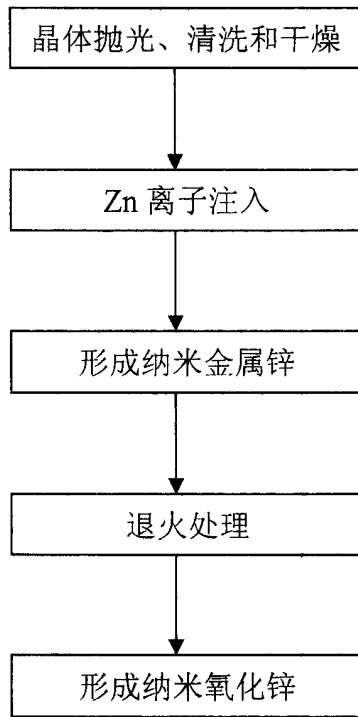 晶体抛光、清洗和干燥
Zn 离子注入
形成纳米金属锌
退火处理
形成纳米氧化锌